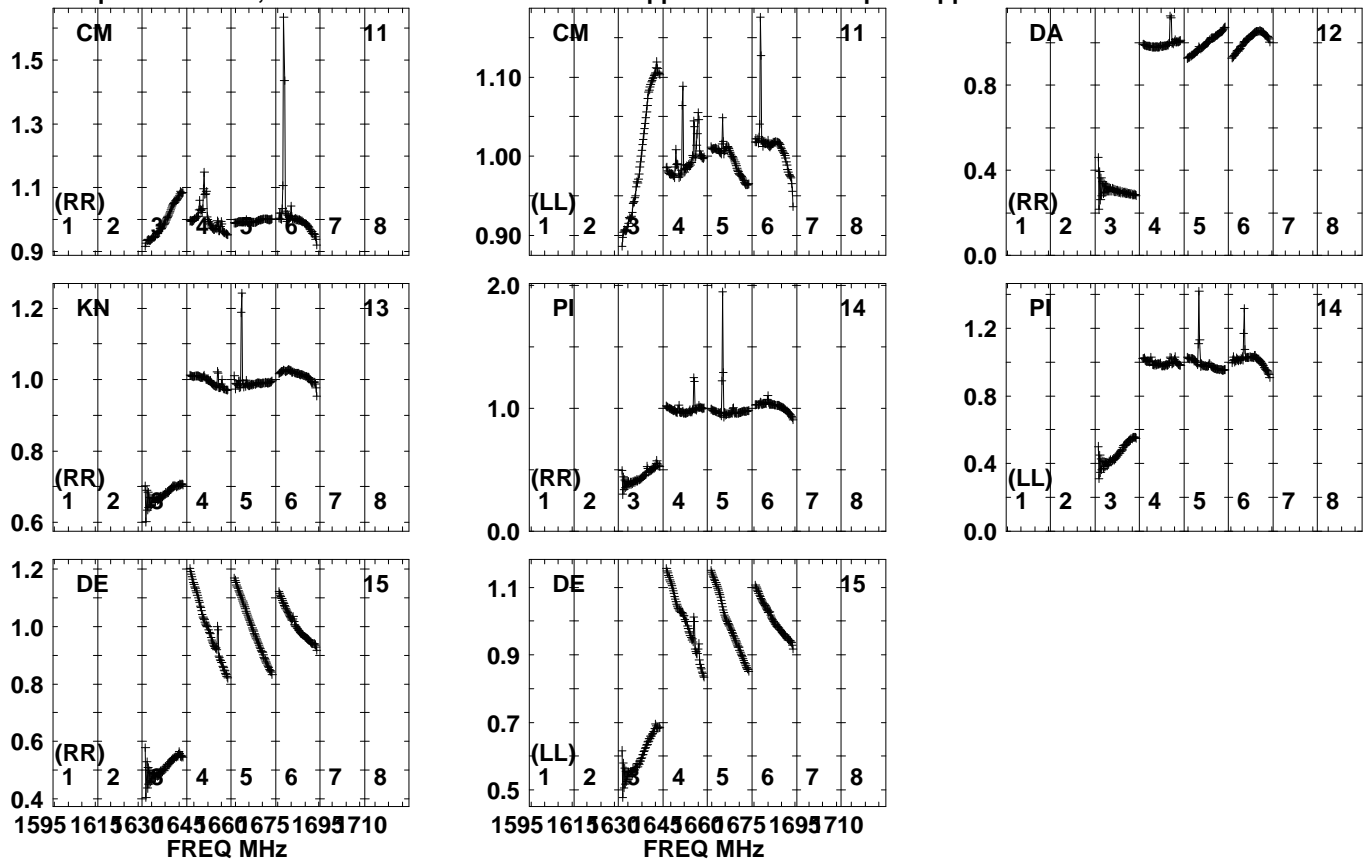 CM 11
1.5
1.3
1.1
0.9
(RR)
1 2 3 4 5 6 7 8
CM 11
1.10
1.00
0.90
(LL)
1 2 3 4 5 6 7 8
DA 12
0.8
0.4
0.0
(RR)
1 2 3 4 5 6 7 8
KN 13
1.2
1.0
0.8
0.6
(RR)
1 2 3 4 5 6 7 8
PI 14
2.0
1.0
0.0
(RR)
1 2 3 4 5 6 7 8
PI 14
1.2
0.8
0.4
0.0
(LL)
1 2 3 4 5 6 7 8
DE 15
1.2
1.0
0.8
0.6
0.4
(RR)
1 2 3 4 5 6 7 8
1595 1615 1630 1645 1660 1675 1695 1710
FREQ MHz
DE 15
1.1
0.9
0.7
0.5
(LL)
1 2 3 4 5 6 7 8
1595 1615 1630 1645 1660 1675 1695 1710
FREQ MHz